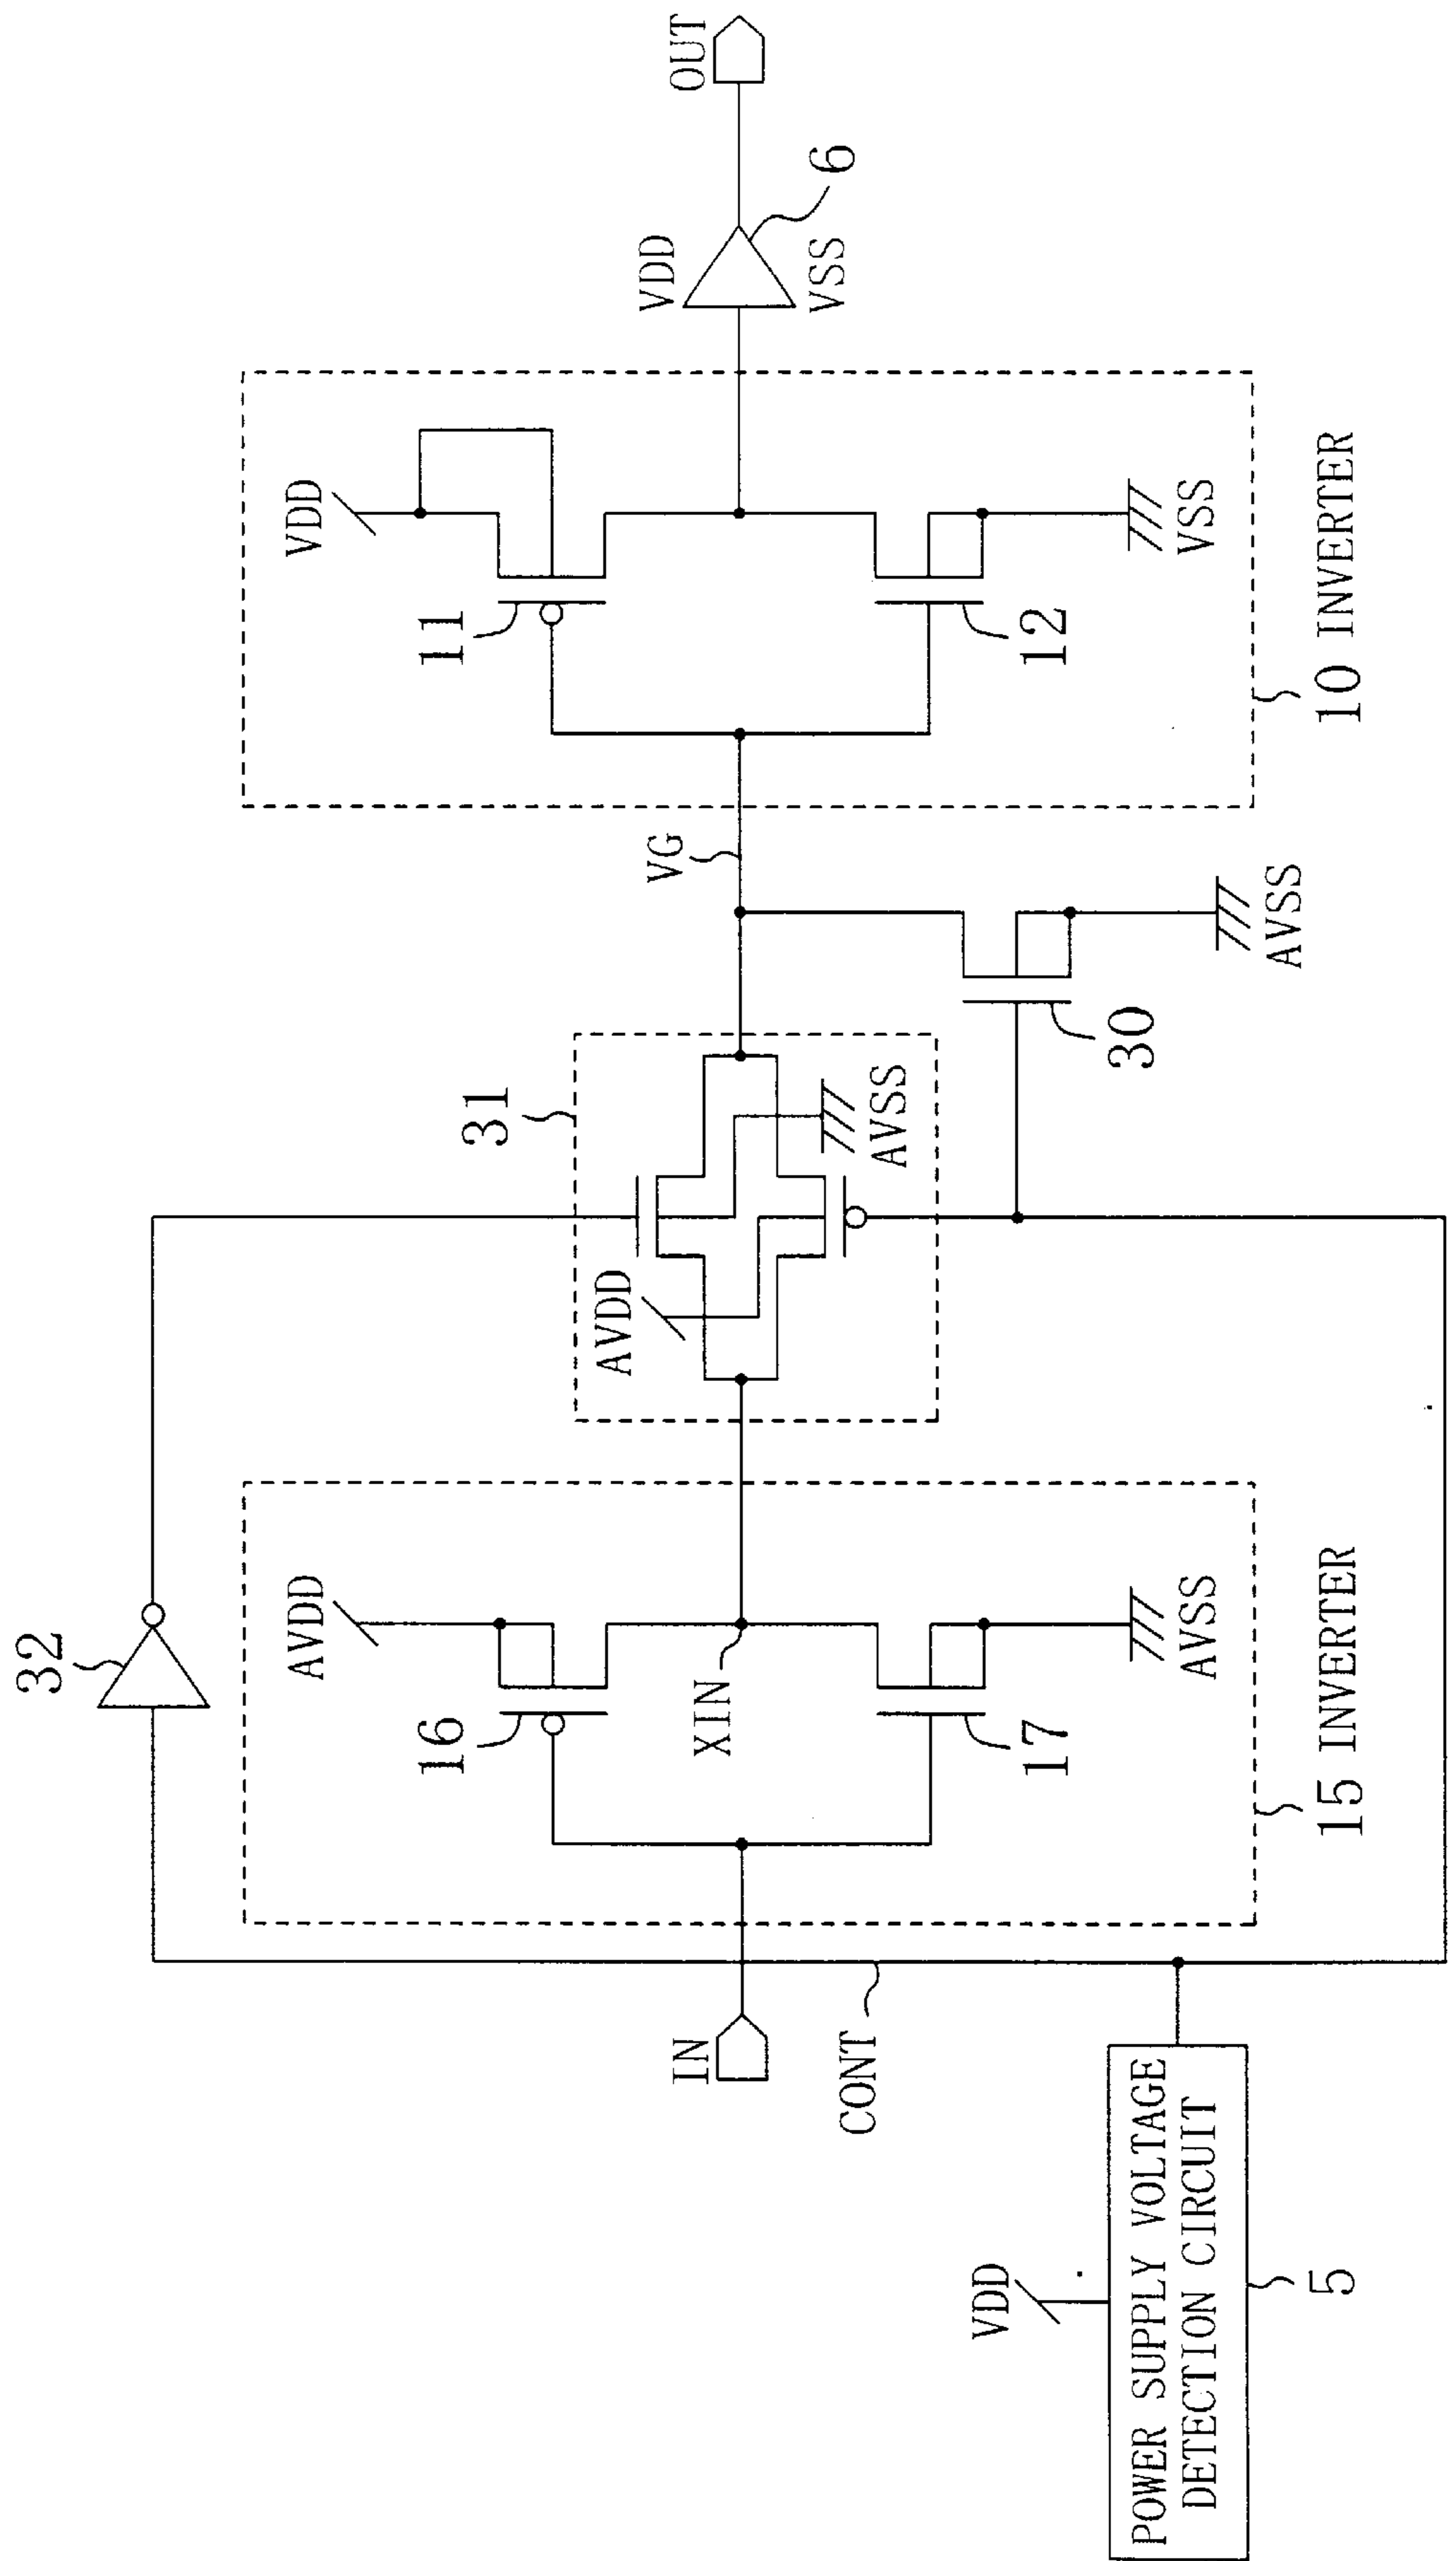 32
31
OUT
AVDD
16
XIN
17
AVSS
15 INVERTER
IN
CONT
VDD
POWER SUPPLY VOLTAGE
DETECTION CIRCUIT
5
AVDD
AVSS
30
AVSS
VG
VDD
11
12
VSS
10 INVERTER
VDD
VSS
6